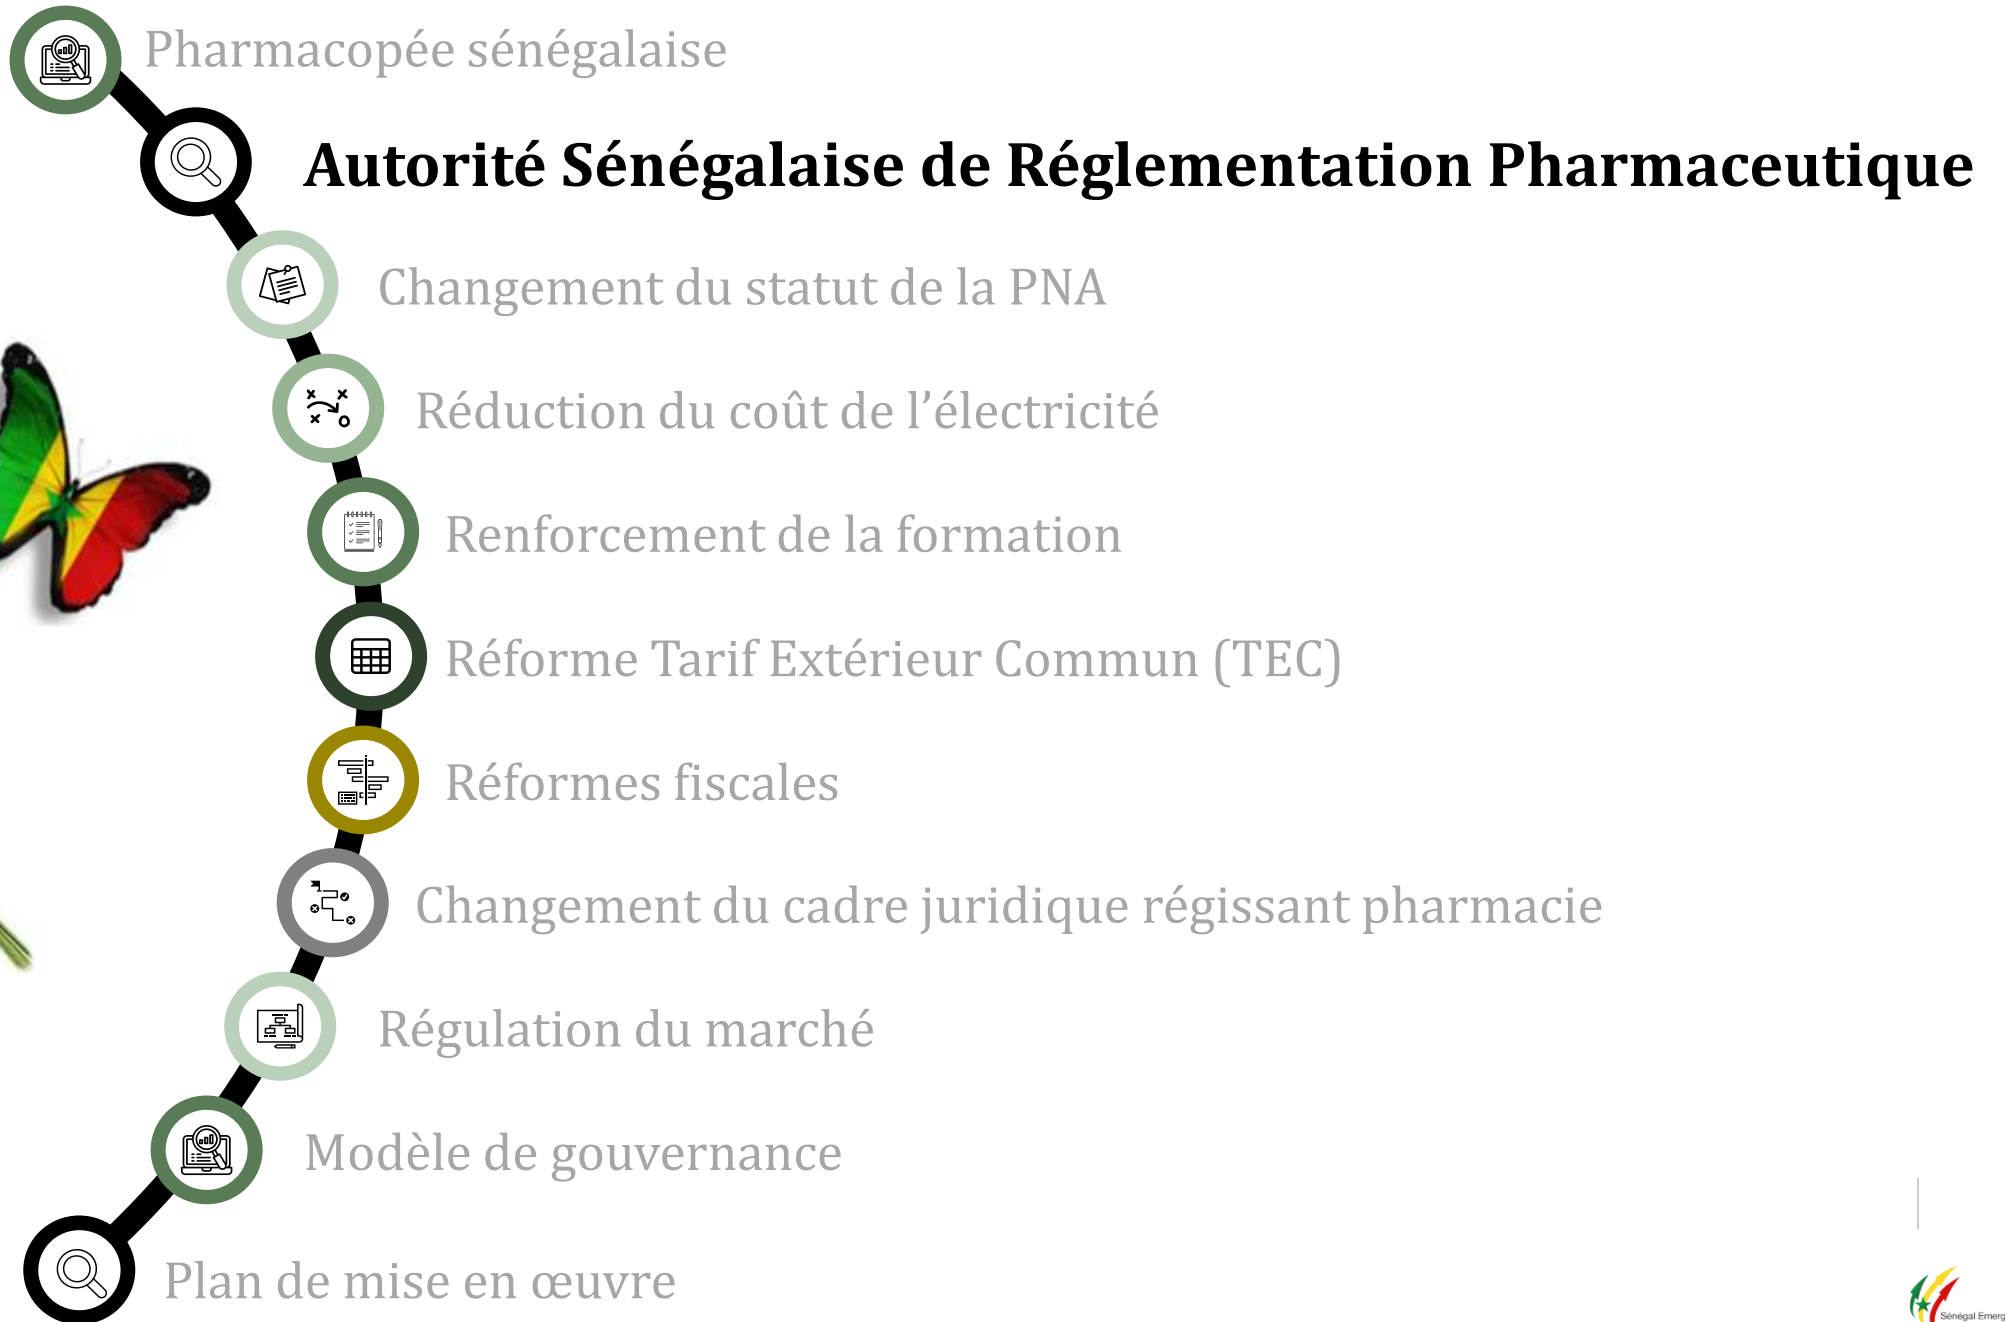 Pharmacopée sénégalaise
Autorité Sénégalaise de Réglementation Pharmaceutique
Changement du statut de la PNA
Réduction du coût de l’électricité
Renforcement de la formation
Réforme Tarif Extérieur Commun (TEC)
Réformes fiscales
Changement du cadre juridique régissant pharmacie
Régulation du marché
Modèle de gouvernance
Plan de mise en œuvre
Sénégal Emerg